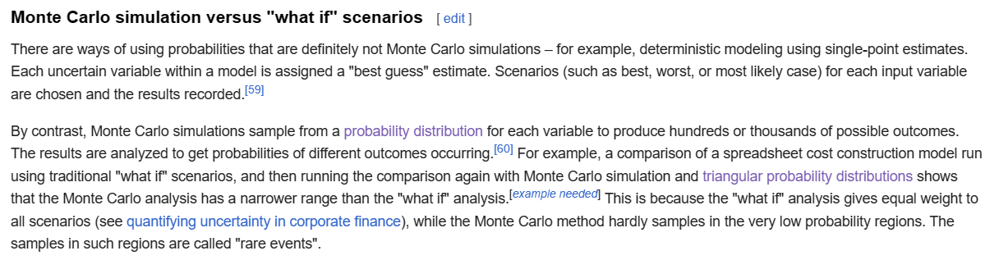 Monte Carlo simulation versus "what if" scenarios [ edit ]
There are ways of using probabilities that are definitely not Monte Carlo simulations – for example, deterministic modeling using single-point estimates.
Each uncertain variable within a model is assigned a "best guess" estimate. Scenarios (such as best, worst, or most likely case) for each input variable
are chosen and the results recorded.[59]
By contrast, Monte Carlo simulations sample from a probability distribution for each variable to produce hundreds or thousands of possible outcomes.
The results are analyzed to get probabilities of different outcomes occurring.[60] For example, a comparison of a spreadsheet cost construction model run
using traditional "what if" scenarios, and then running the comparison again with Monte Carlo simulation and triangular probability distributions shows
that the Monte Carlo analysis has a narrower range than the "what if" analysis.[example needed] This is because the "what if" analysis gives equal weight to
all scenarios (see quantifying uncertainty in corporate finance), while the Monte Carlo method hardly samples in the very low probability regions. The
samples in such regions are called "rare events".